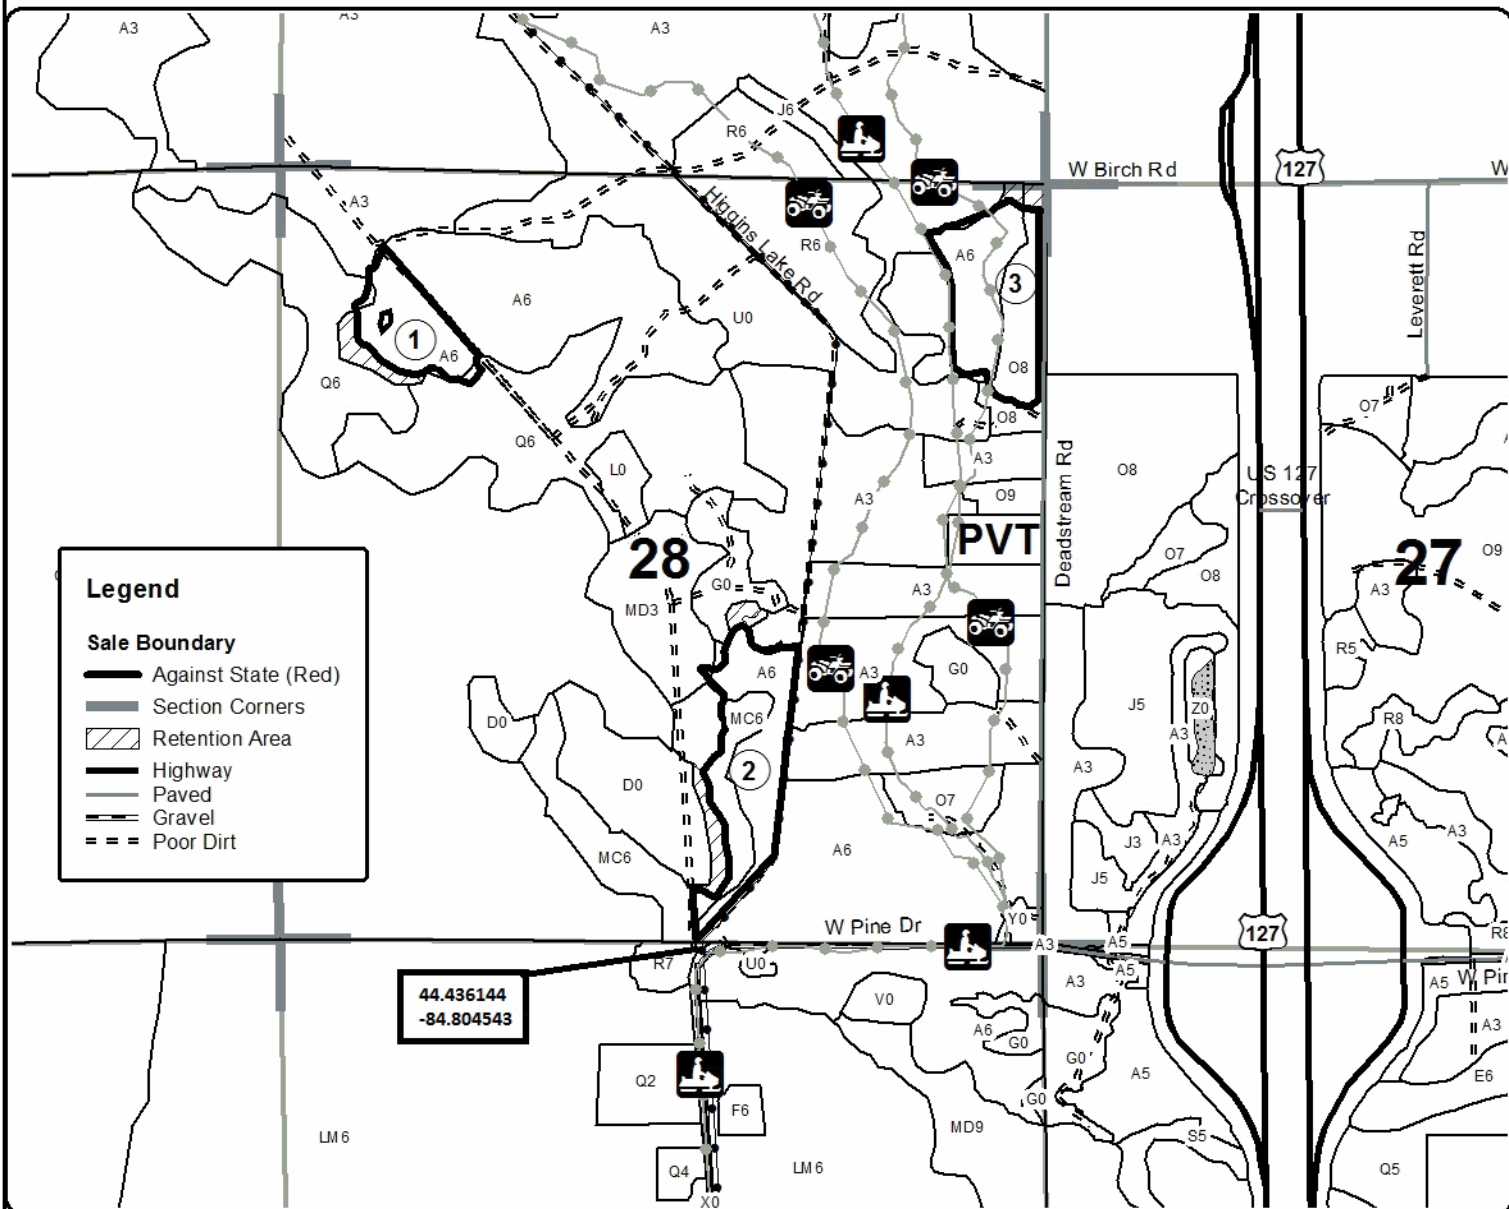 A3
A3
A3
J6
R6
W Birch Rd
127
W
A3
Higgins Lake Rd
R6
A6
3
Leverett Rd
A6
U0
1
A6
Q6
O8
O7
O8
Q6
A3
L0
Deadstream Rd
O8
US 127
Crossover
A3
O9
PVT
28
27
O7
O9
O8
G0
A3
A3
MD3
Legend
Sale Boundary
Against State (Red)
Section Corners
Retention Area
Highway
Paved
Gravel
Poor Dirt
R5
A6
A3
G0
D0
MC6
J5
Z0
R8
A3
A3
A
2
A3
D0
O7
A3
A5
J3
A3
MC6
A6
J5
W Pine Dr
Y0
127
R8
A3
A5
R7
U0
A5
A3
A5
W Pir
44.436144
-84.804543
V0
A6
G0
A3
G0
A5
E6
Q2
G0
F6
MD9
S5
LM6
LM6
Q4
Q5
X0